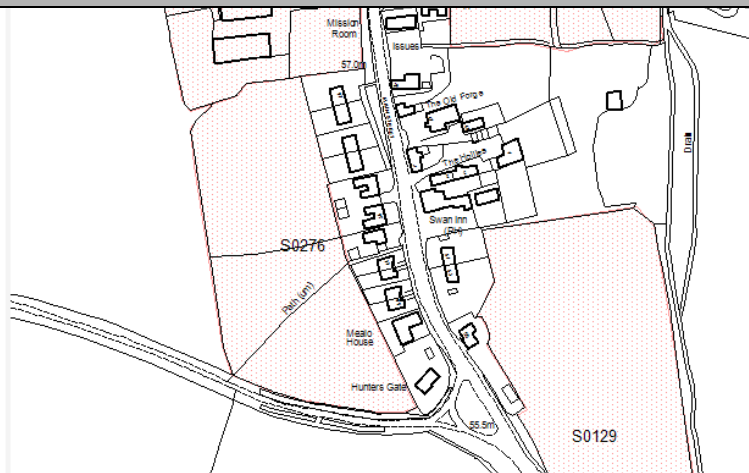 Mission
Room
Issues
57.0m
The Old Forge
The Hollies
Swan Inn
(PH)
S0276
Path (um)
Drain
Mealo
House
Hunters Gate
55.5m
S0129